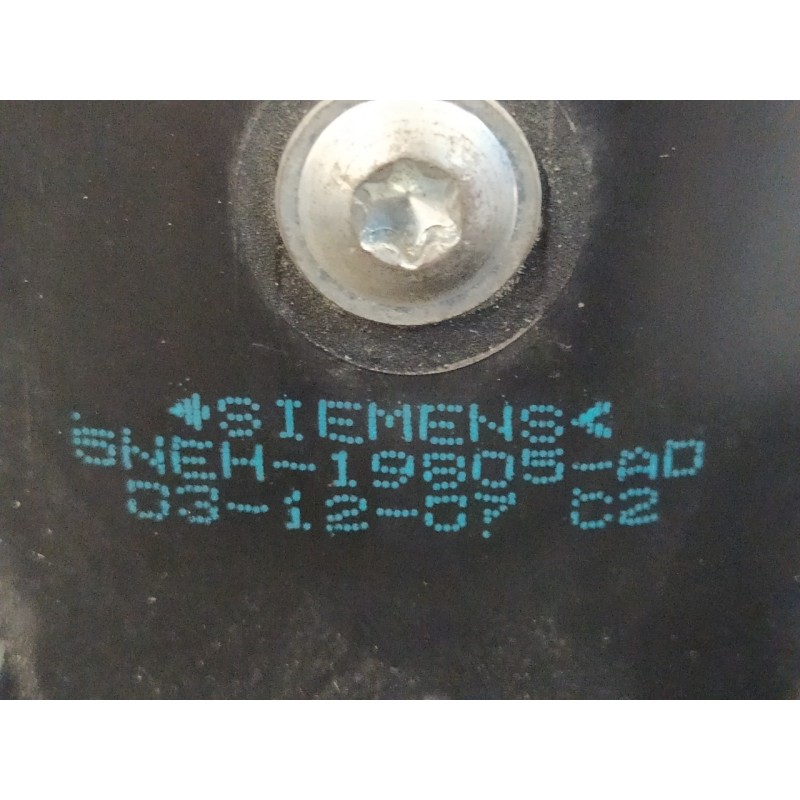 *SIEMENS*
5NEH-19805-AD
03-12-07 C2